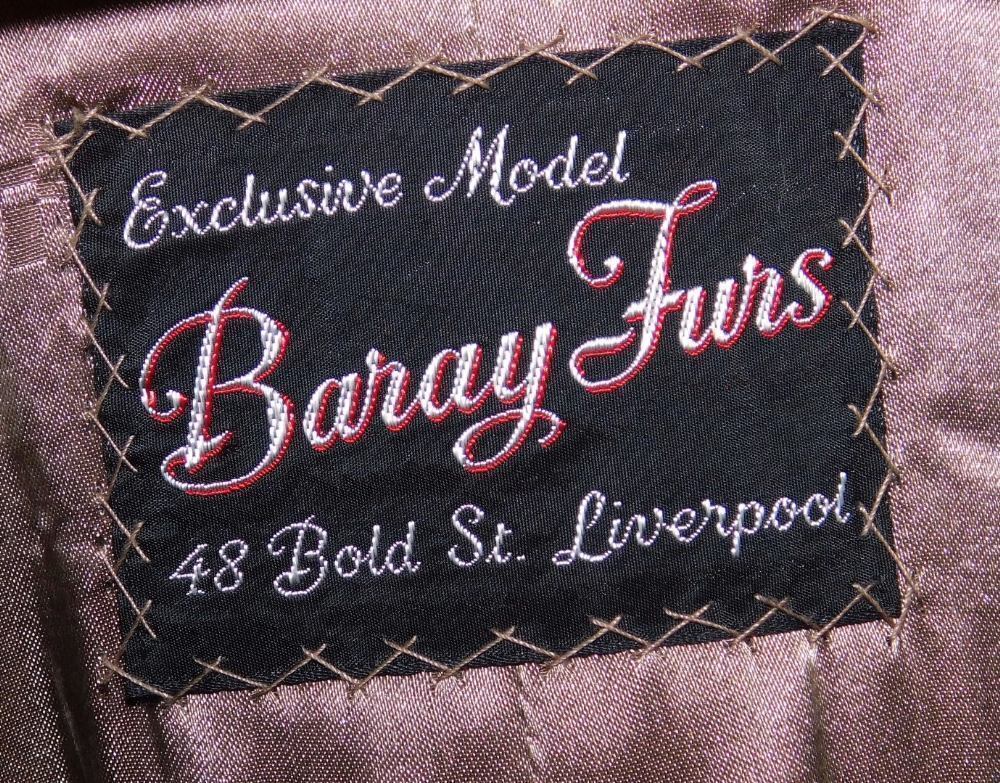 Exclusive Model
Baray Furs
48 Bold St. Liverpool